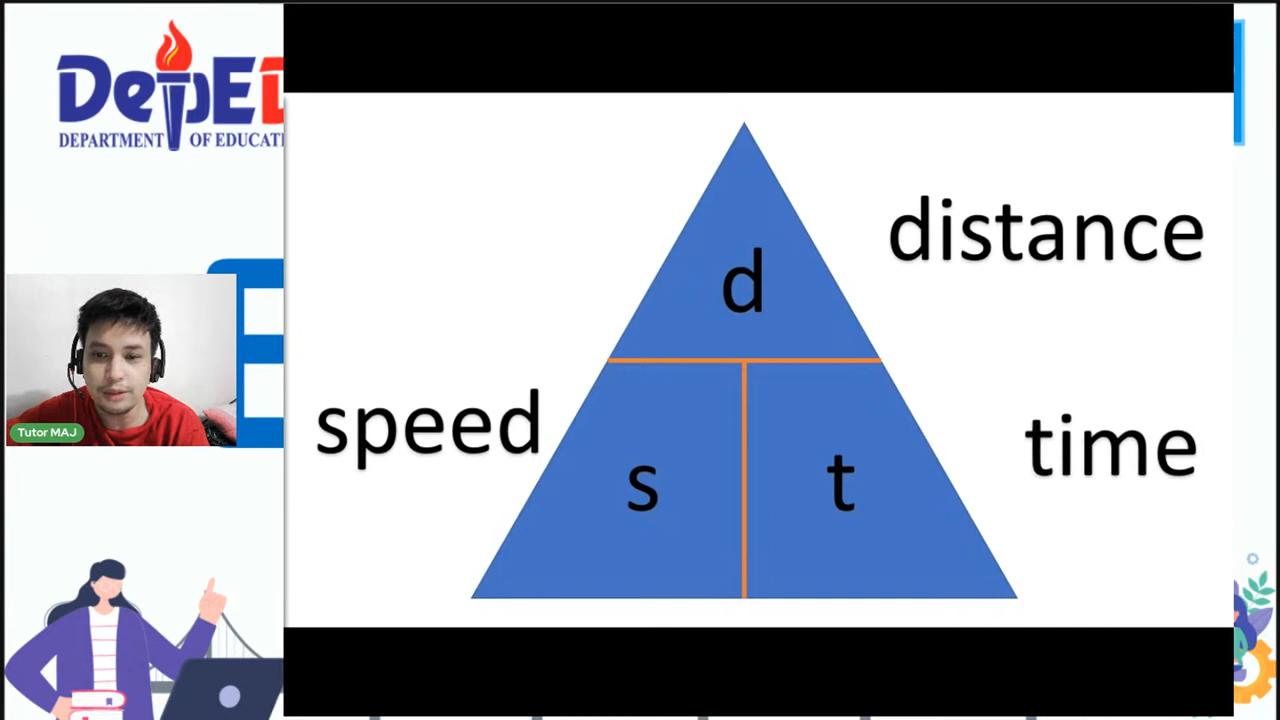 DepED
DEPARTMENT OF EDUCATI
distance
d
speed
time
s
t
Tutor MAJ